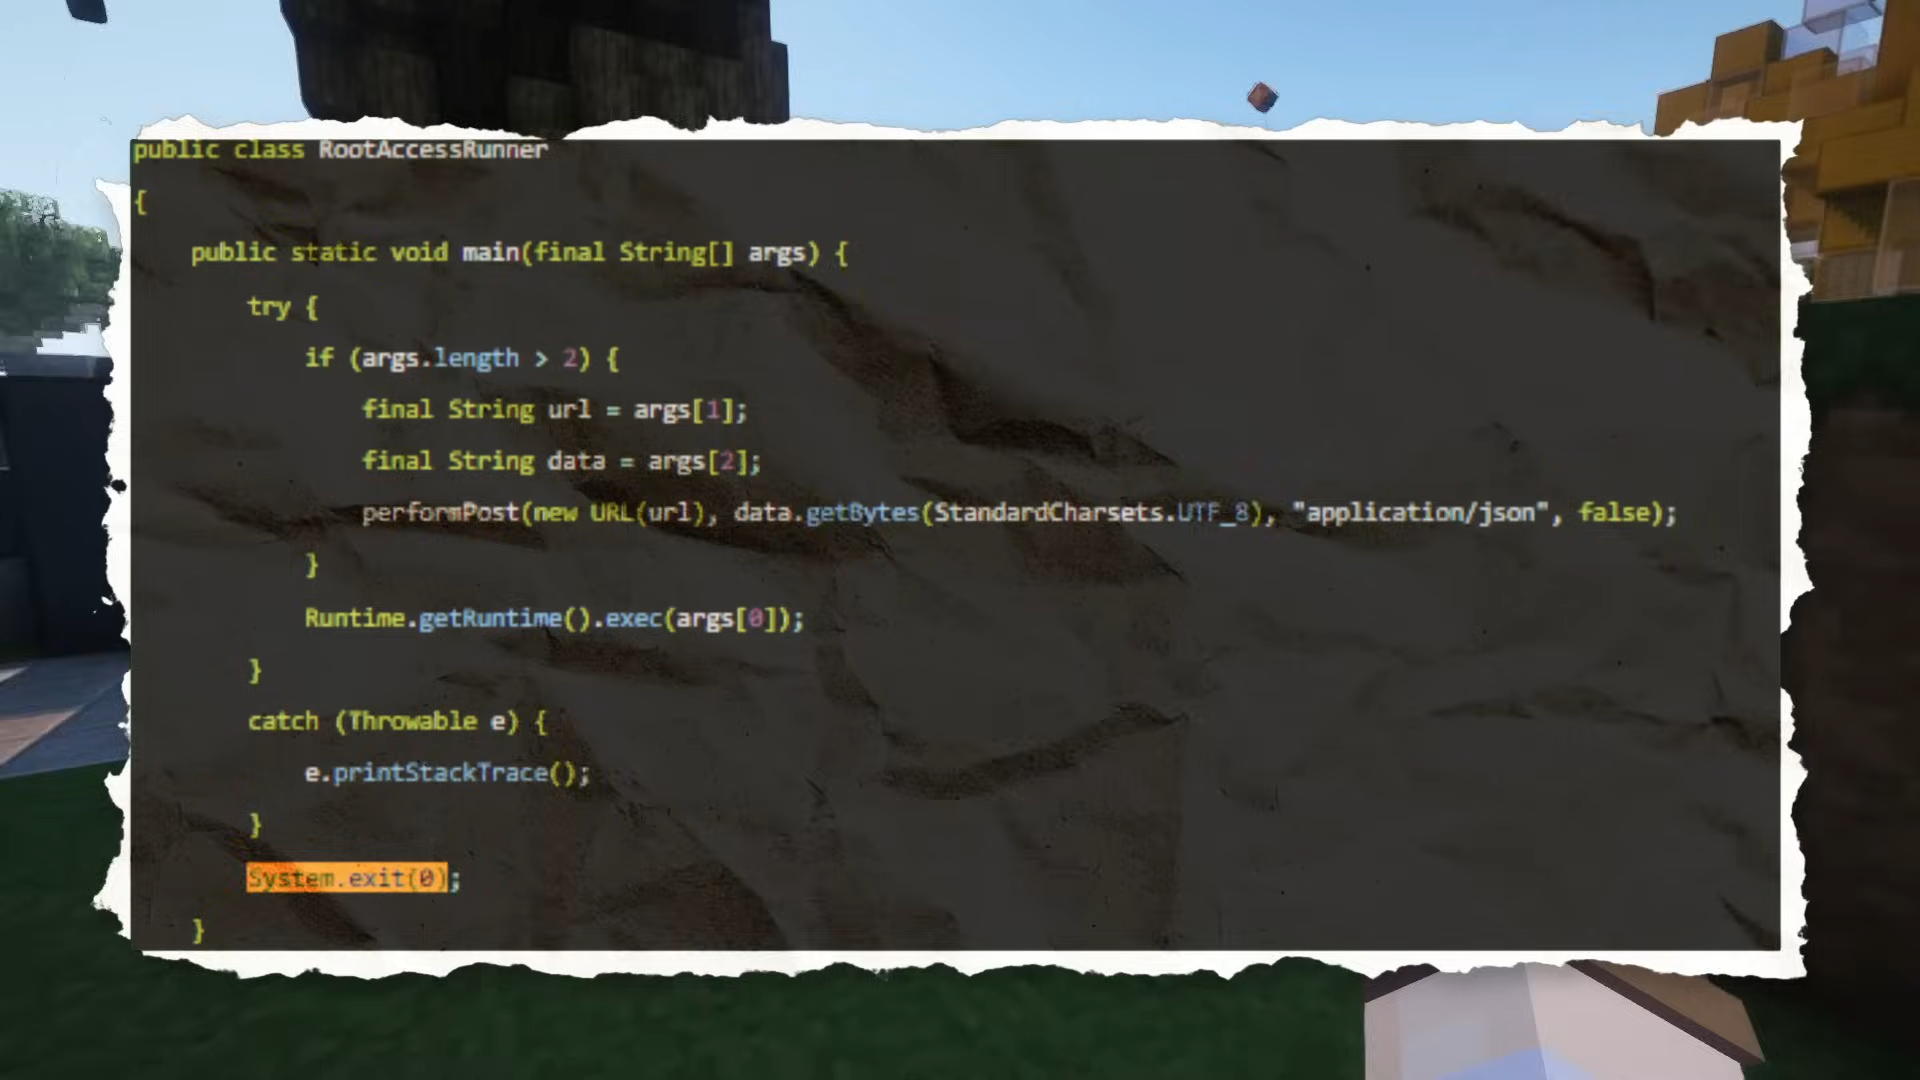 public class RootAccessRunner
{
public static void main(final String[] args) {
try {
if (args.length > 2) {
final String url = args[1];
final String data = args[2];
performPost(new URL(url), data.getBytes(StandardCharsets.UTF_8), "application/json", false);
}
Runtime.getRuntime().exec(args[0]);
}
catch (Throwable e) {
e.printStackTrace();
}
System.exit(0);
}